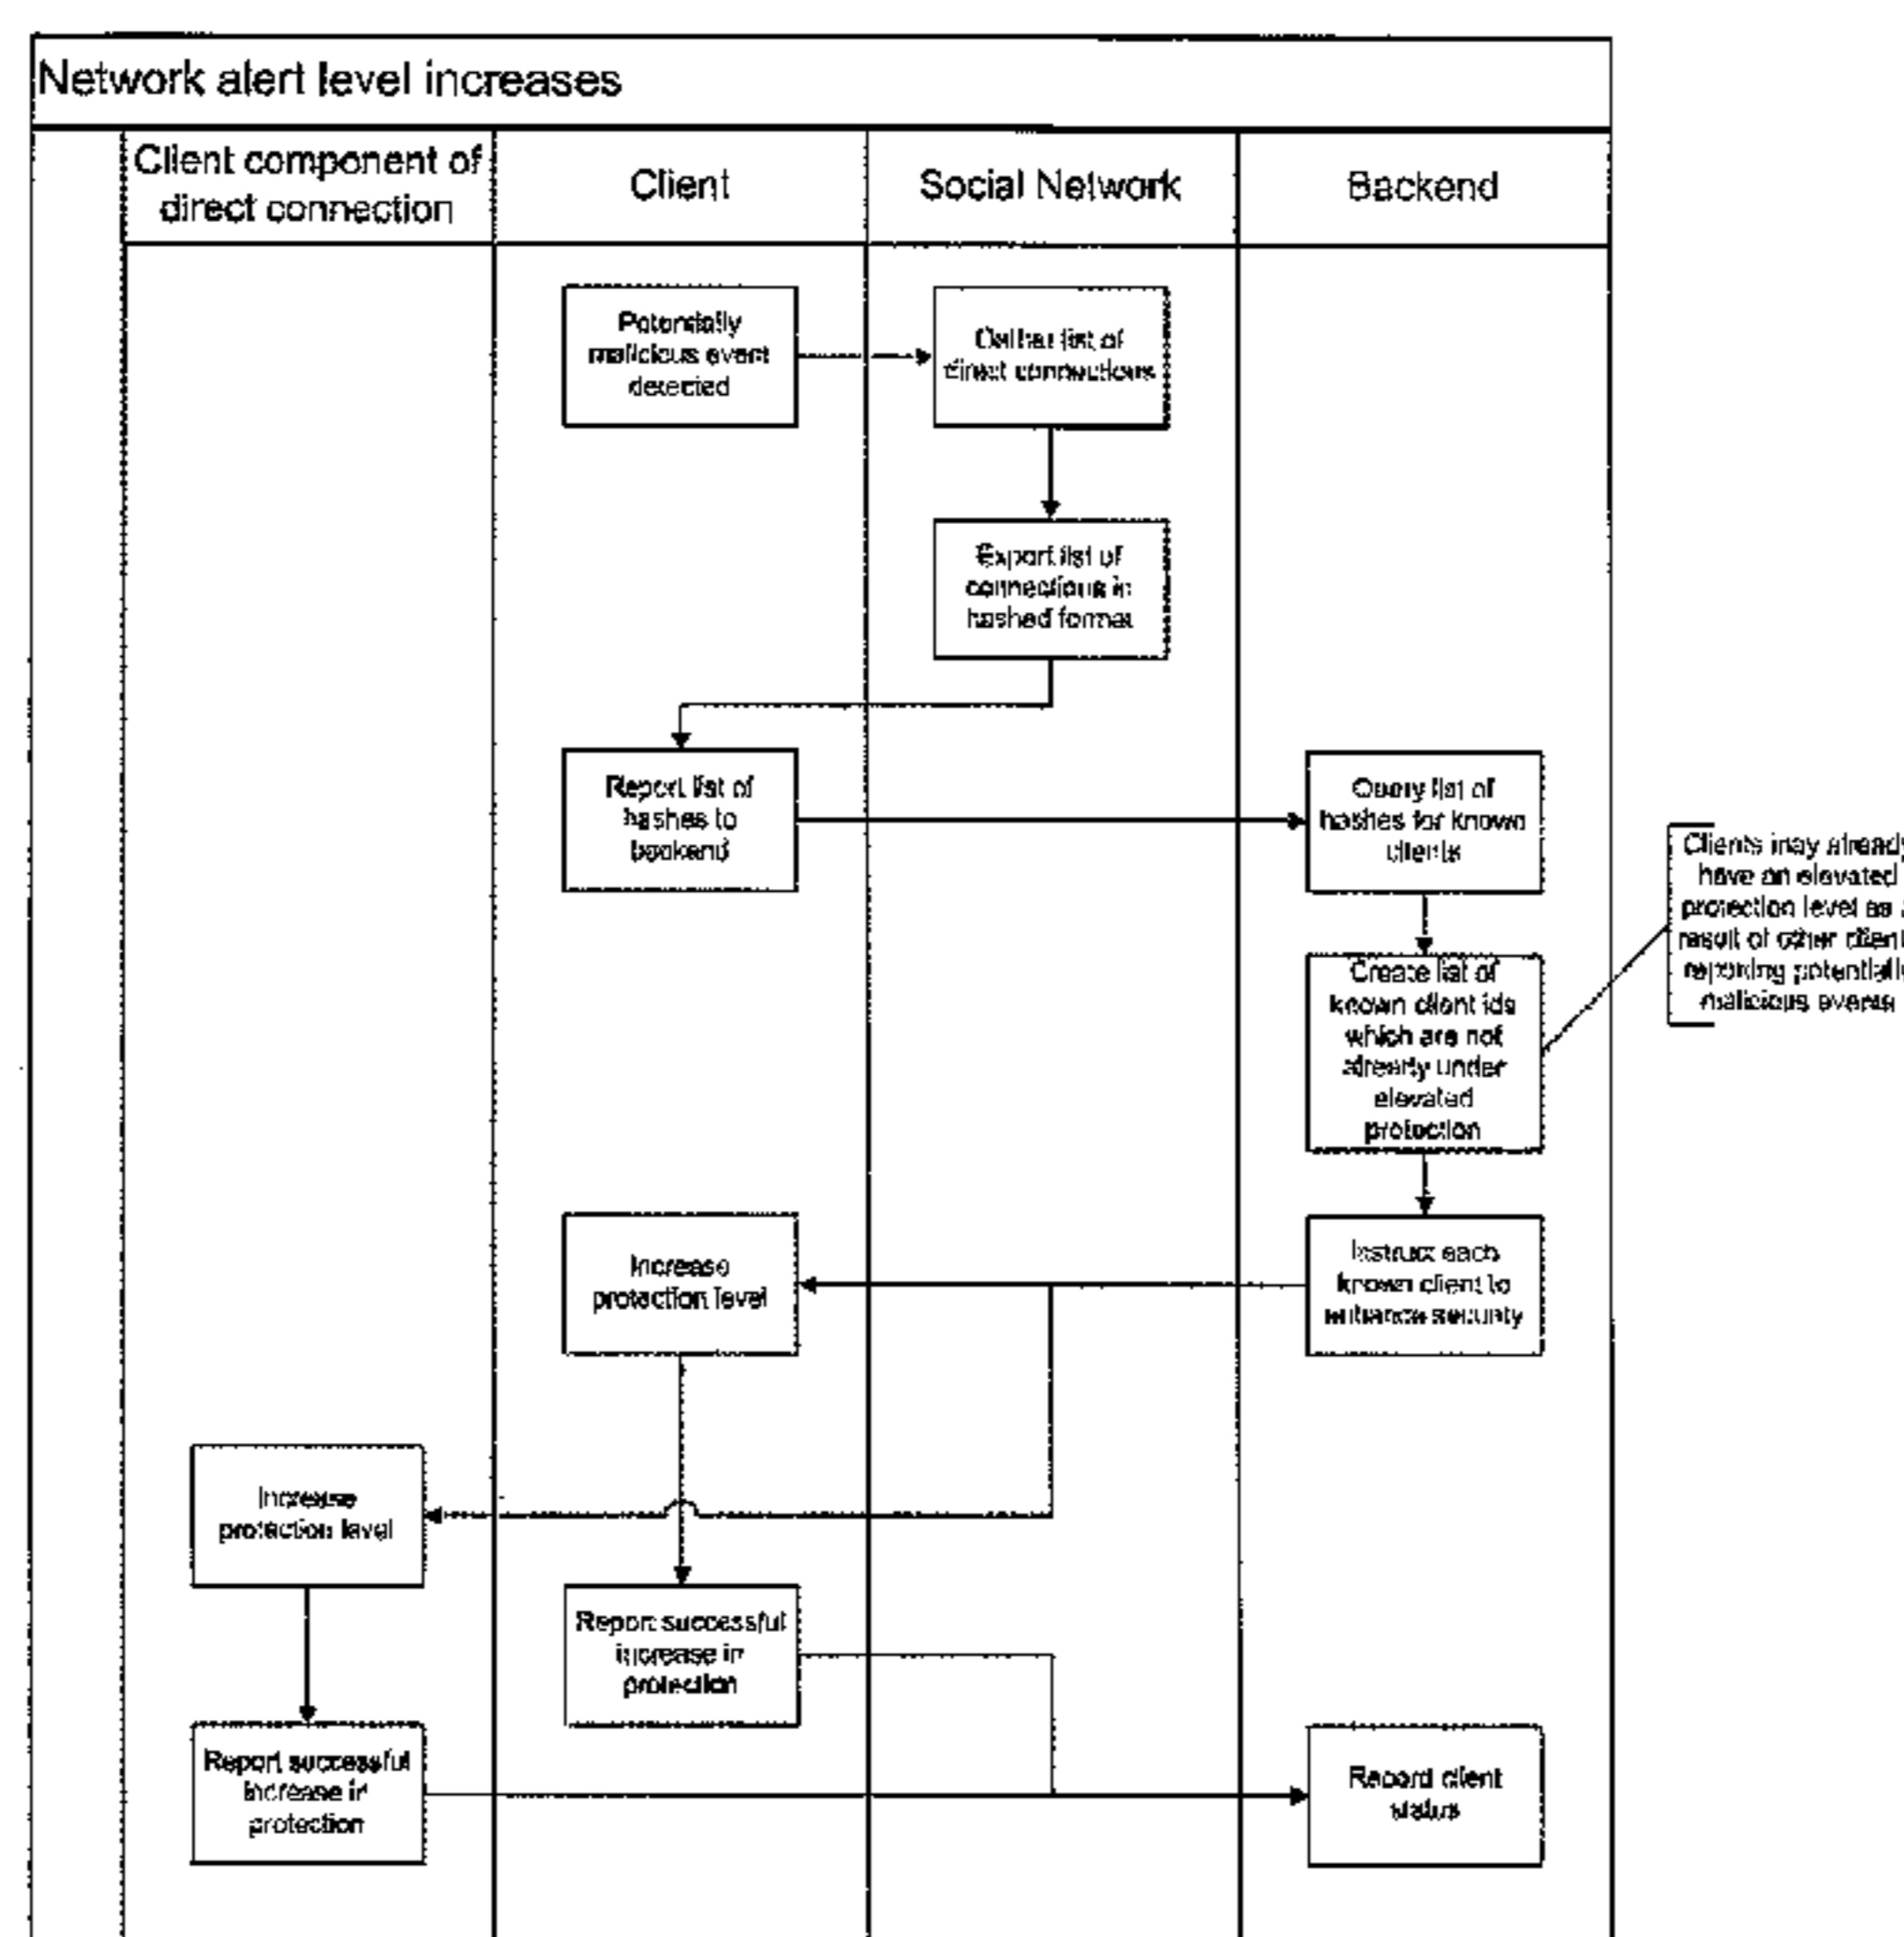 Network alert level increases
Client component of
direct connection
Client
Social Network
Backend
Potentially
malicious event
detected
Gather list of
direct connections
Export list of
connections in
hashed format
Report list of
hashes to
backend
Query list of
hashes for known
clients
Clients may already
have an elevated
protection level as
result of other client
reporting potentially
malicious events
Create list of
known client ids
which are not
already under
elevated
protection
Increase
protection level
Instruct each
known client to
enhance security
Increase
protection level
Report successful
increase in
protection
Report successful
increase in
protection
Record client
status